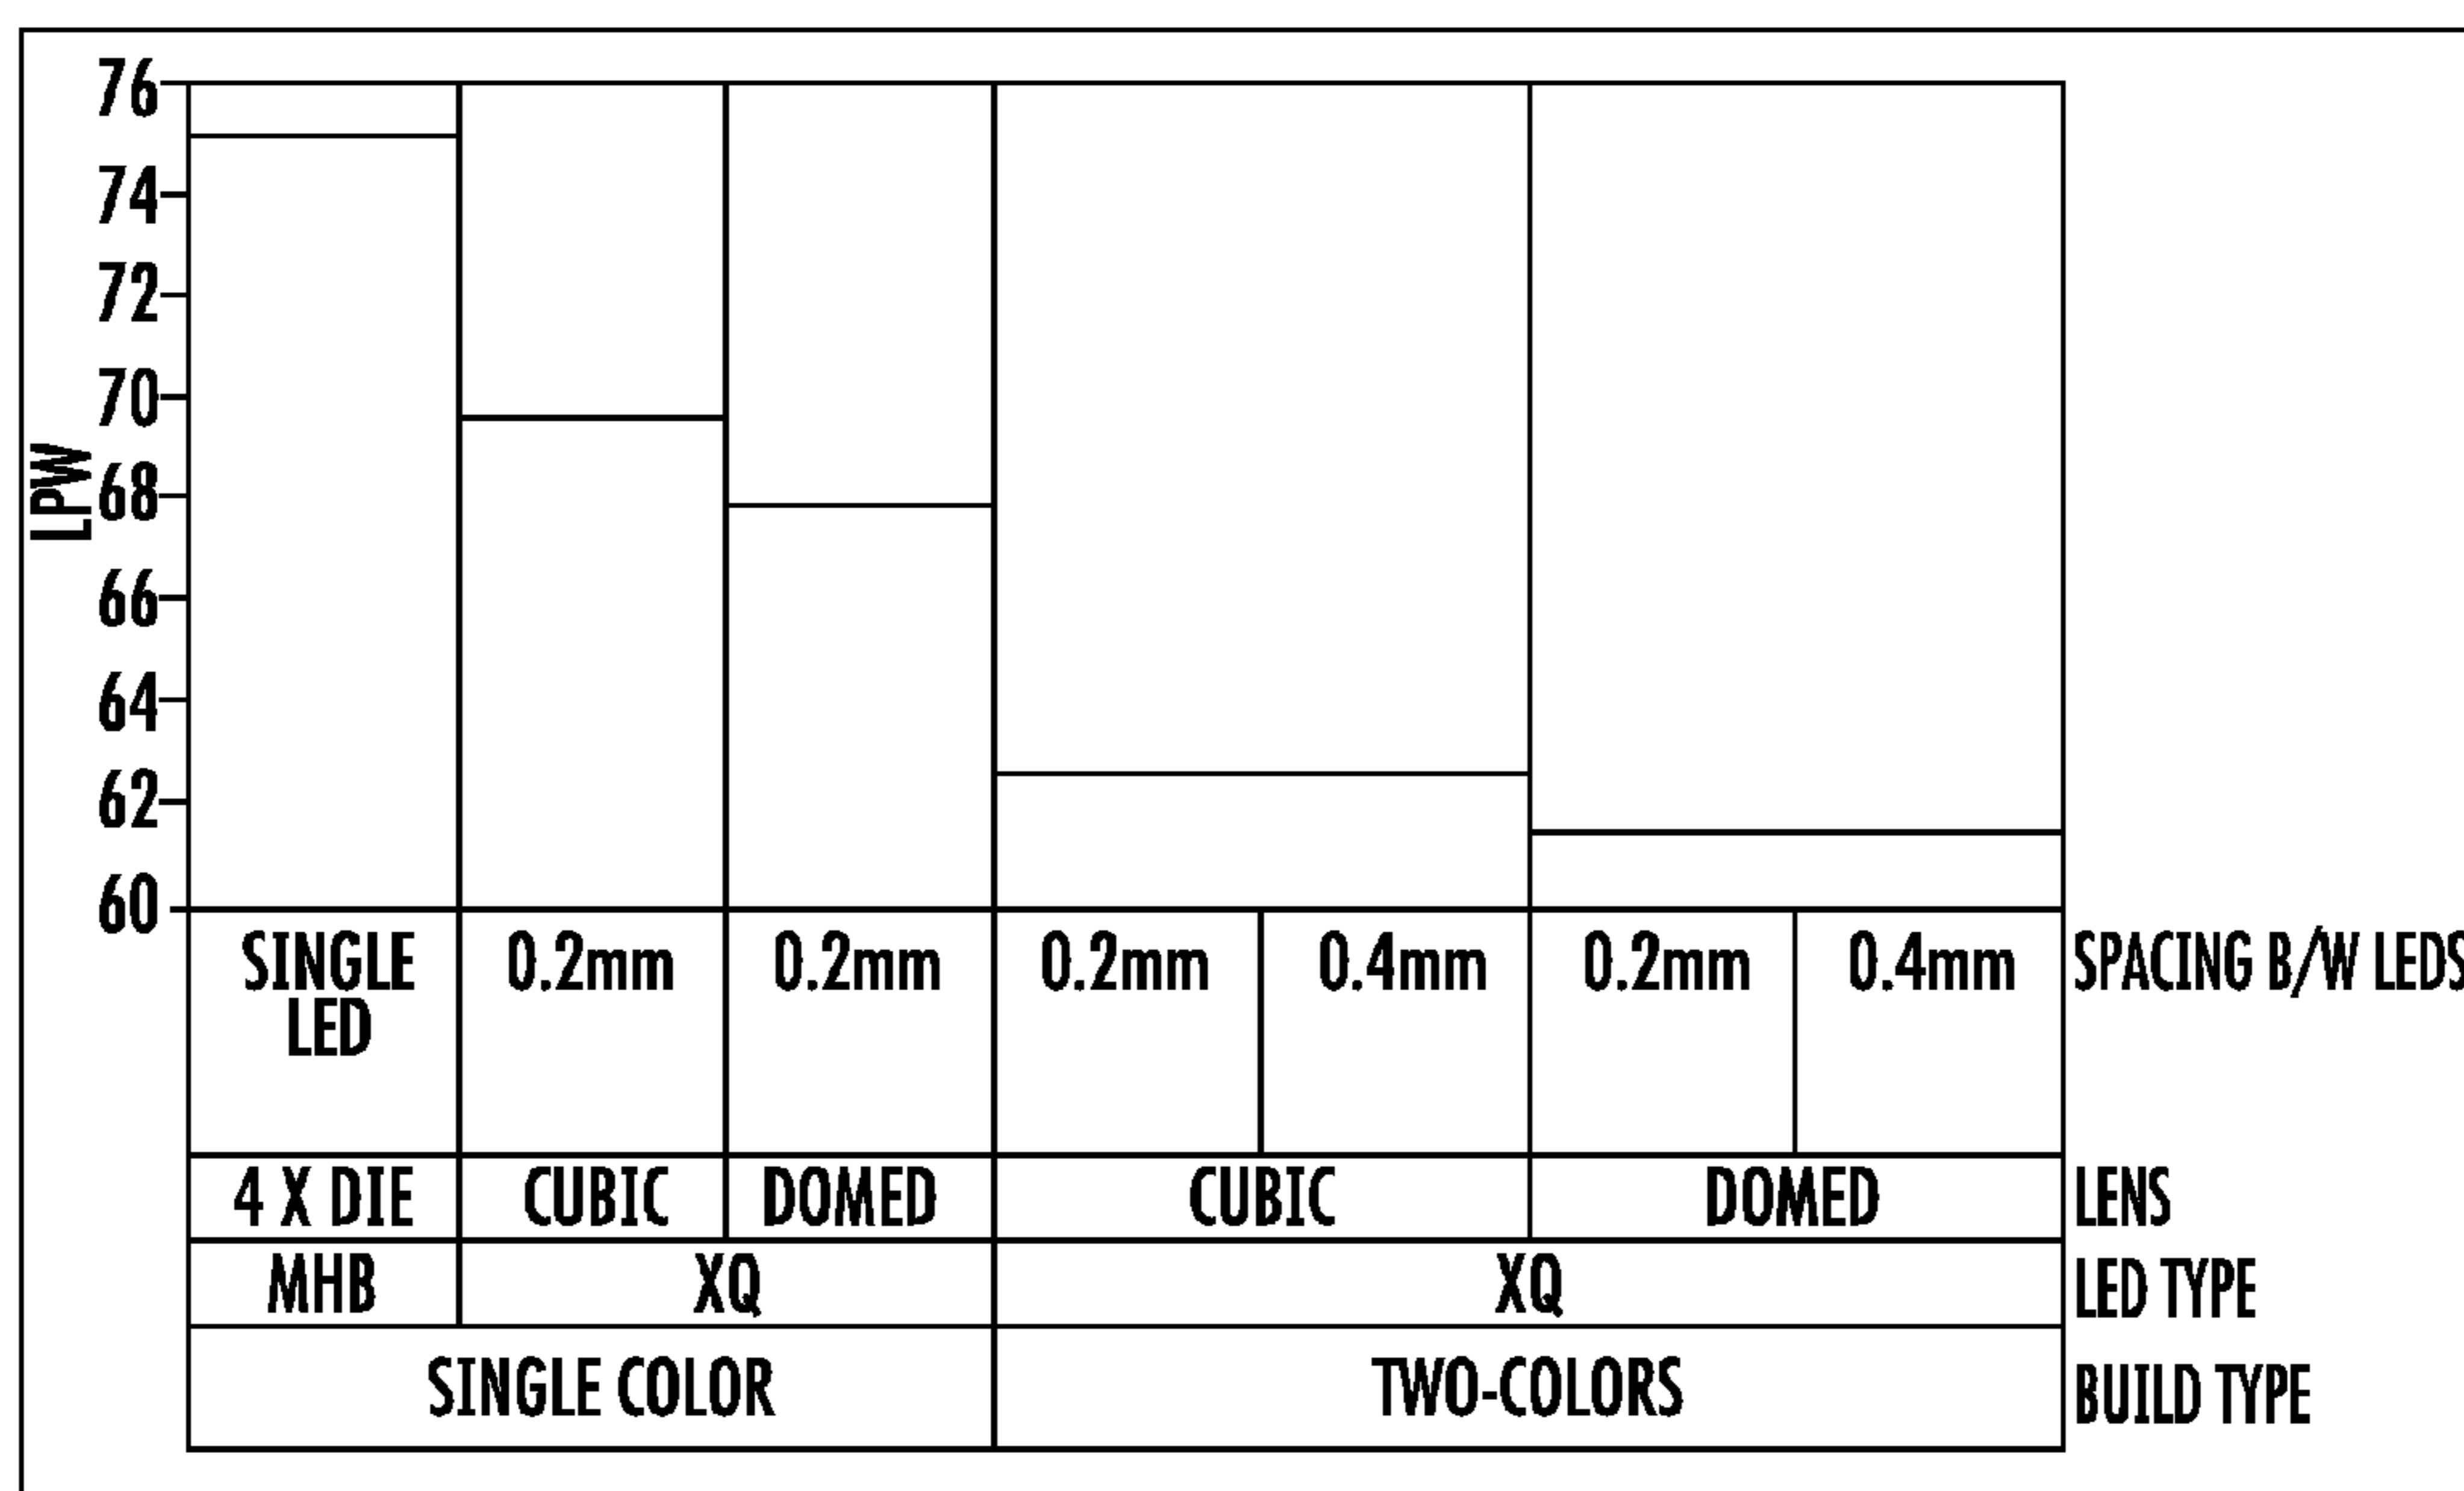 76
74
72
70
LPW
68
66
64
62
60
SINGLE LED 0.2mm 0.2mm 0.2mm 0.4mm 0.2mm 0.4mm SPACING B/W LEDS
4 X DIE CUBIC DOMED CUBIC DOMED LENS
MHB XQ XQ LED TYPE
SINGLE COLOR TWO-COLORS BUILD TYPE